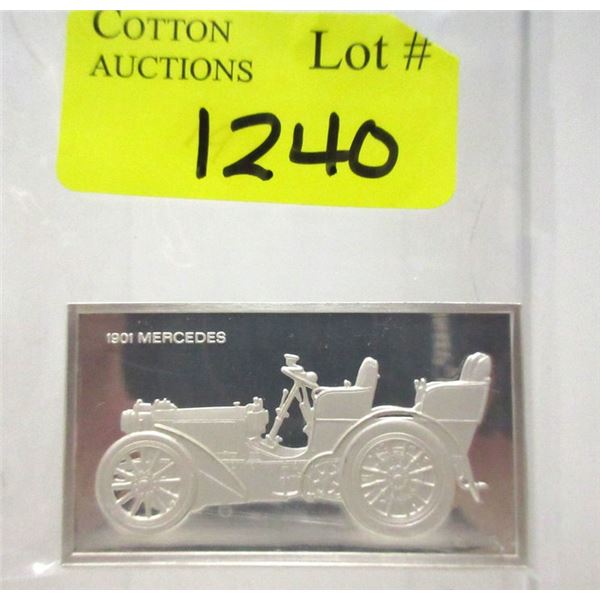 COTTON
AUCTIONS
Lot #
1240
1901 MERCEDES